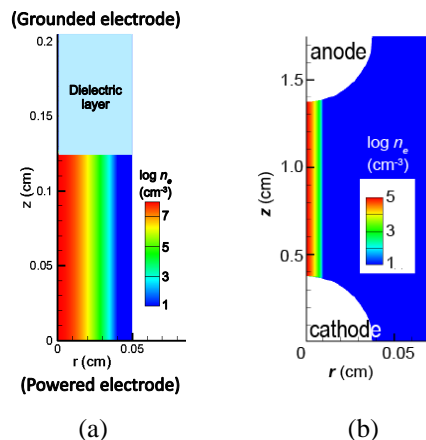 (Grounded electrode)
0.2
Dielectric
layer
0.15
log nₑ
(cm⁻³)
z (cm)
0.1
7
5
0.05
3
1
0
0
0.05
r (cm)
(Powered electrode)
(a)
anode
1.5
log nₑ
(cm⁻³)
z (cm)
1.0
5
3
1
0.5
cathode
0
0.05
r (cm)
(b)